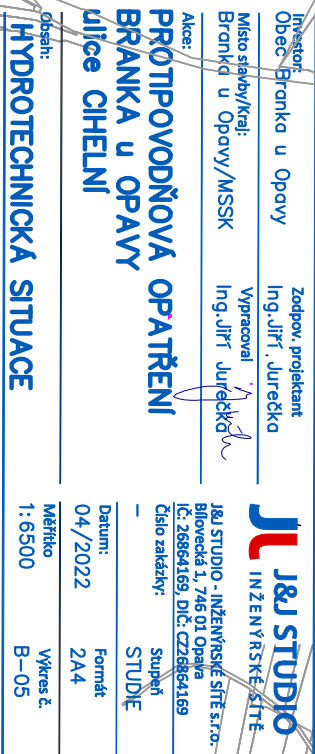 Investor:
Obec Branka u Opavy
Zodpov. projektant
Ing.Jiří Jurečka
Místo stavby/Kraj:
Branka u Opavy/MSSK
Vypracoval
Ing.Jiří Jurečka
Akce:
PROTIPOVODŇOVÁ OPATŘENÍ
BRANKA u OPAVY
ulice CIHELNÍ
Obsah:
HYDROTECHNICKÁ SITUACE
J&J STUDIO
INŽENÝRSKÉ SÍTĚ
J&J STUDIO - INŽENÝRSKÉ SÍTĚ s.r.o.
Bílovecká 1, 746 01 Opava
IČ: 26864169, DIČ: CZ26864169
Číslo zakázky:
–
Stupeň
STUDIE
Datum:
04/2022
Formát
2A4
Měřítko
1:6500
Výkres č.
B-05